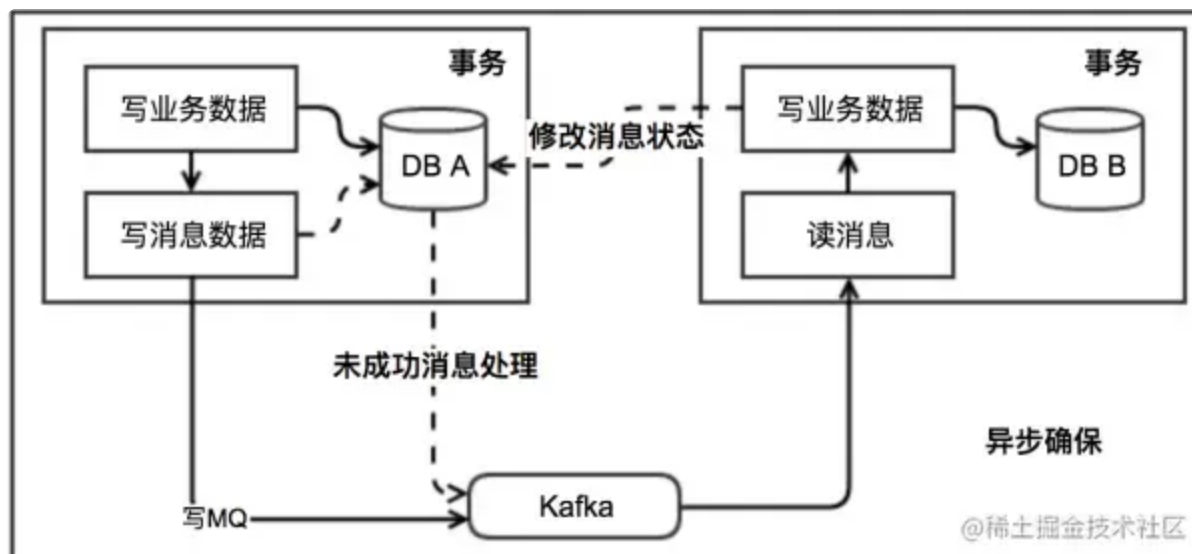 事务
写业务数据
DB A
写消息数据
修改消息状态
事务
写业务数据
DB B
读消息
未成功消息处理
异步确保
写MQ
Kafka
@稀土掘金技术社区